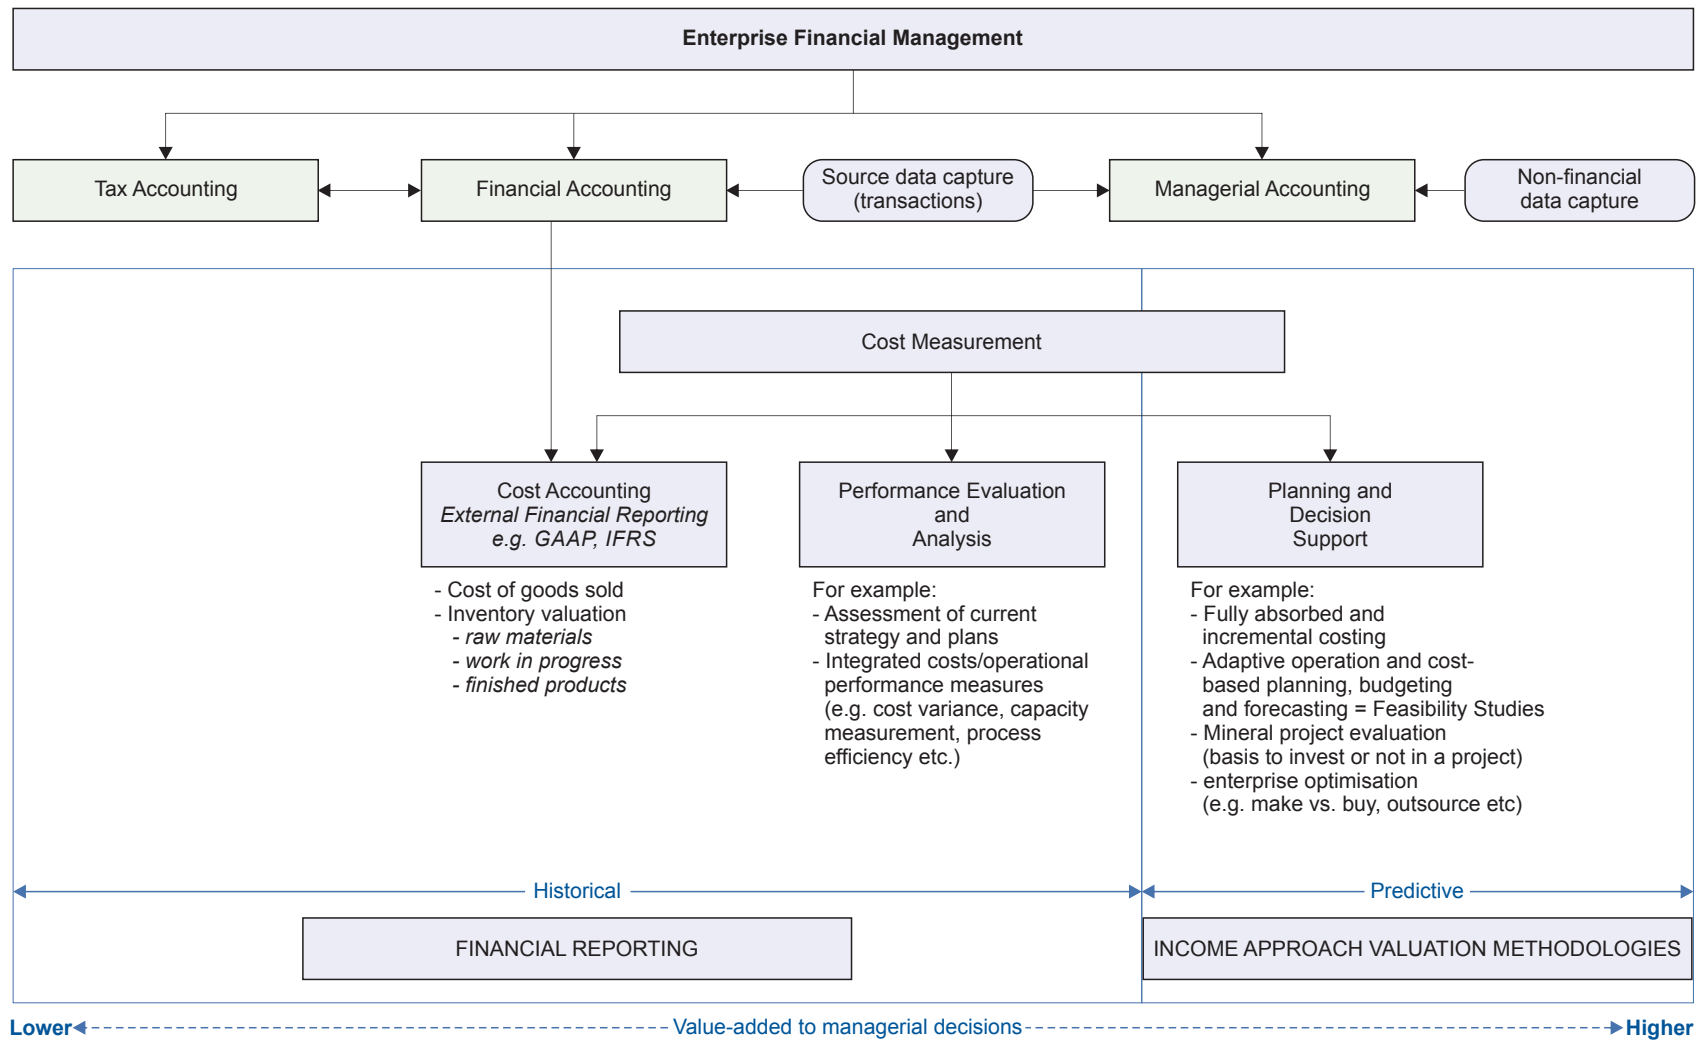 Enterprise Financial Management
Tax Accounting
Financial Accounting
Source data capture
(transactions)
Managerial Accounting
Non-financial
data capture
Cost Measurement
Cost Accounting
External Financial Reporting
e.g. GAAP, IFRS
- Cost of goods sold
- Inventory valuation
- raw materials
- work in progress
- finished products
Performance Evaluation
and
Analysis
For example:
- Assessment of current
strategy and plans
- Integrated costs/operational
performance measures
(e.g. cost variance, capacity
measurement, process
efficiency etc.)
Planning and
Decision
Support
For example:
- Fully absorbed and
incremental costing
- Adaptive operation and cost-
based planning, budgeting
and forecasting = Feasibility Studies
- Mineral project evaluation
(basis to invest or not in a project)
- enterprise optimisation
(e.g. make vs. buy, outsource etc)
Historical
Predictive
FINANCIAL REPORTING
INCOME APPROACH VALUATION METHODOLOGIES
Lower
Value-added to managerial decisions
Higher